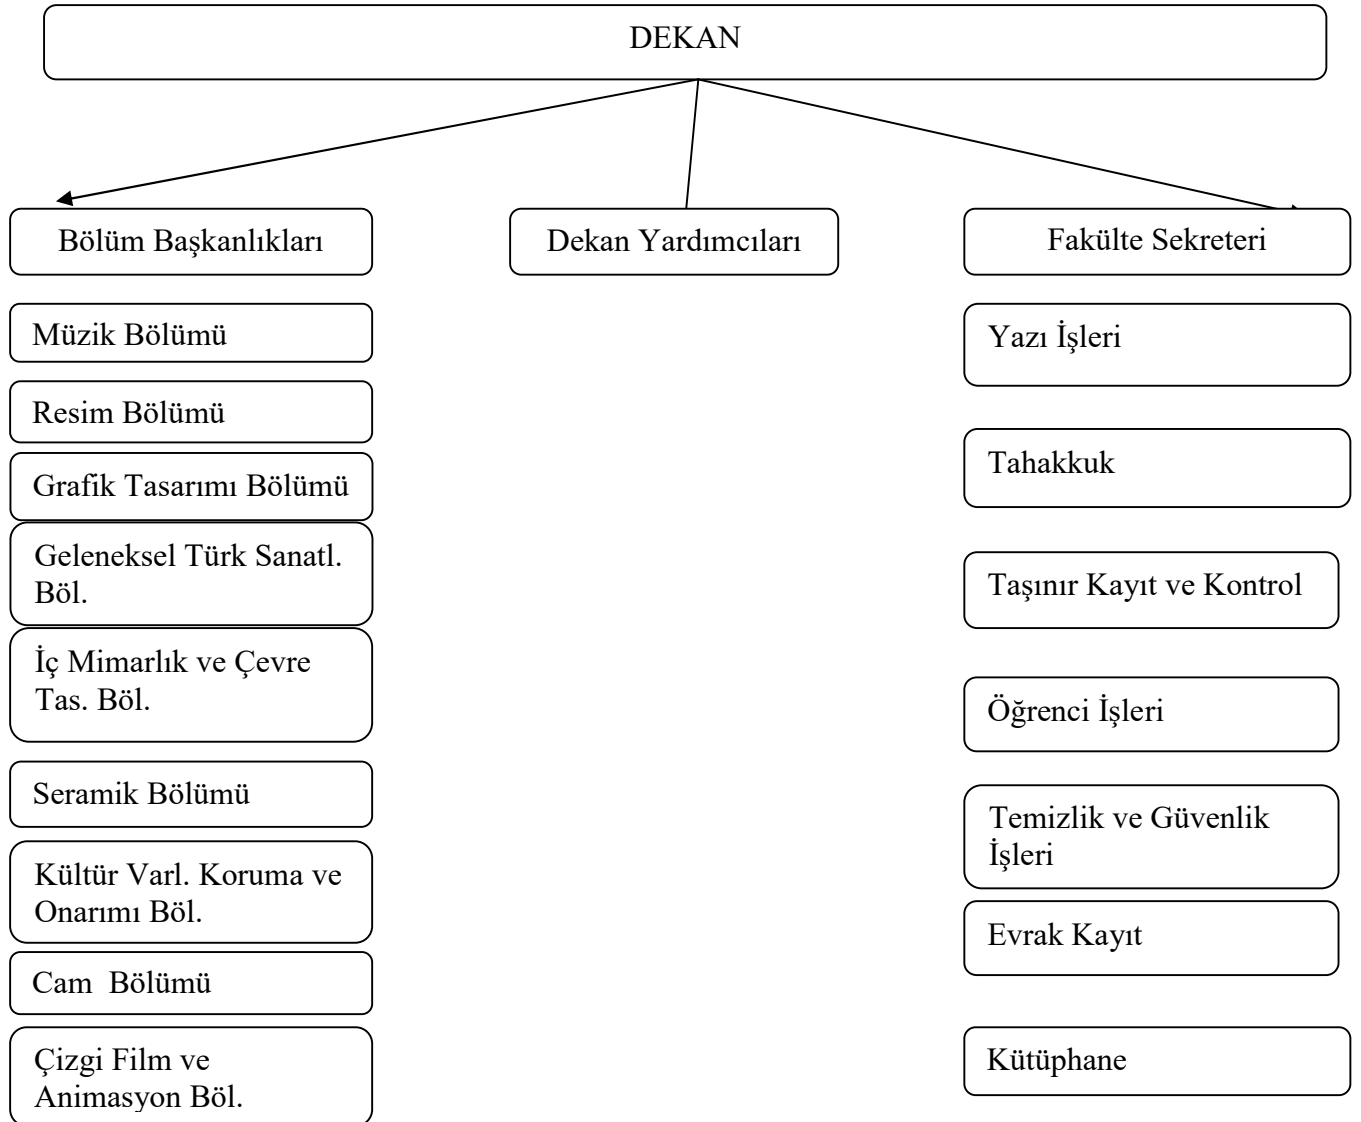 DEKAN
Bölüm Başkanlıkları
Dekan Yardımcıları
Fakülte Sekreteri
Müzik Bölümü
Resim Bölümü
Grafik Tasarımı Bölümü
Geleneksel Türk Sanatl.
Böl.
İç Mimarlık ve Çevre
Tas. Böl.
Seramik Bölümü
Kültür Varl. Koruma ve
Onarımı Böl.
Cam Bölümü
Çizgi Film ve
Animasyon Böl.
Yazı İşleri
Tahakkuk
Taşınır Kayıt ve Kontrol
Öğrenci İşleri
Temizlik ve Güvenlik
İşleri
Evrak Kayıt
Kütüphane